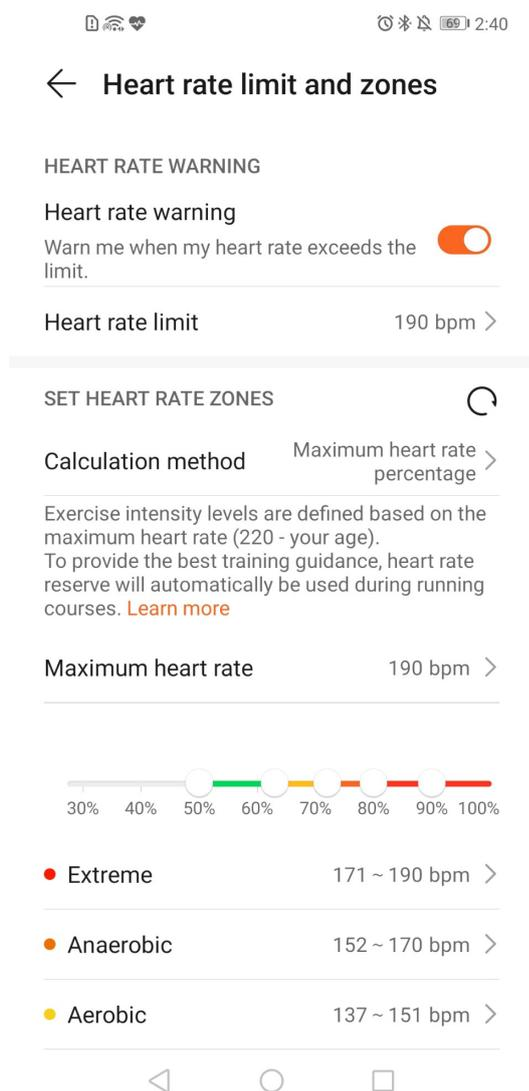 69 2:40
Heart rate limit and zones
HEART RATE WARNING
Heart rate warning
Warn me when my heart rate exceeds the
limit.
Heart rate limit 190 bpm
SET HEART RATE ZONES
Calculation method Maximum heart rate
percentage
Exercise intensity levels are defined based on the
maximum heart rate (220 - your age).
To provide the best training guidance, heart rate
reserve will automatically be used during running
courses. Learn more
Maximum heart rate 190 bpm
30% 40% 50% 60% 70% 80% 90% 100%
Extreme 171 ~ 190 bpm
Anaerobic 152 ~ 170 bpm
Aerobic 137 ~ 151 bpm